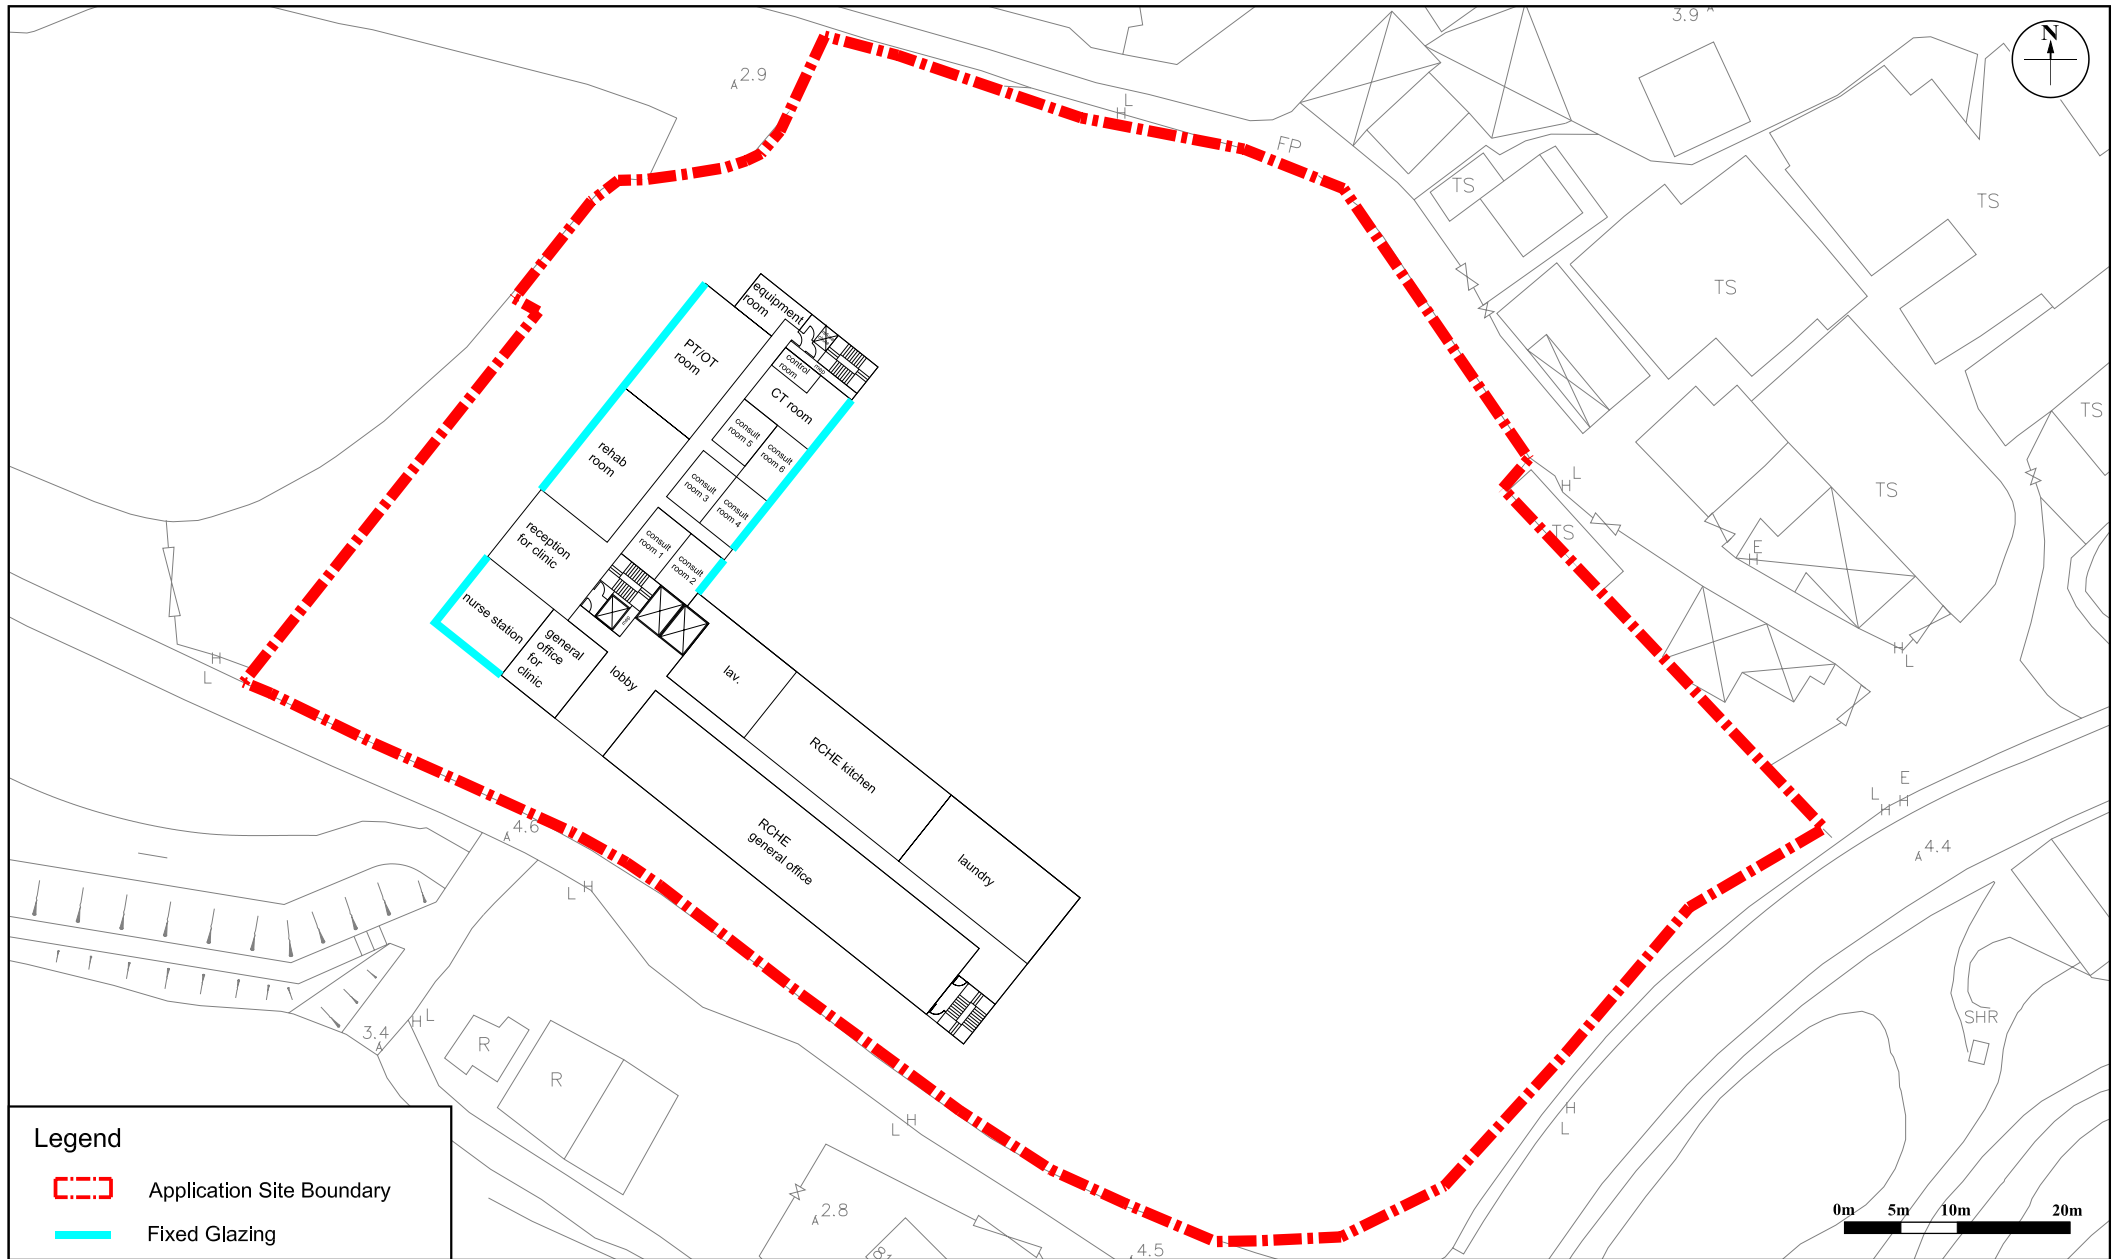 3.9
N
2.9
L
H
FP
TS
TS
TS
TS
TS
TS
equipment
room
PT/OT
room
control
room
CT room
rehab
room
consult
room 5
consult
room 6
consult
room 3
consult
room 4
reception
for clinic
consult
room 1
consult
room 2
nurse station
general
office
for
clinic
lobby
lav.
RCHE kitchen
RCHE
general office
laundry
L
H
E
H
H
L
H
L
E
L
H
H
4.6
4.4
L
H
3.4
H
L
R
R
SHR
H
L
H
L
2.8
4.5
Legend
Application Site Boundary
Fixed Glazing
0m
5m
10m
20m